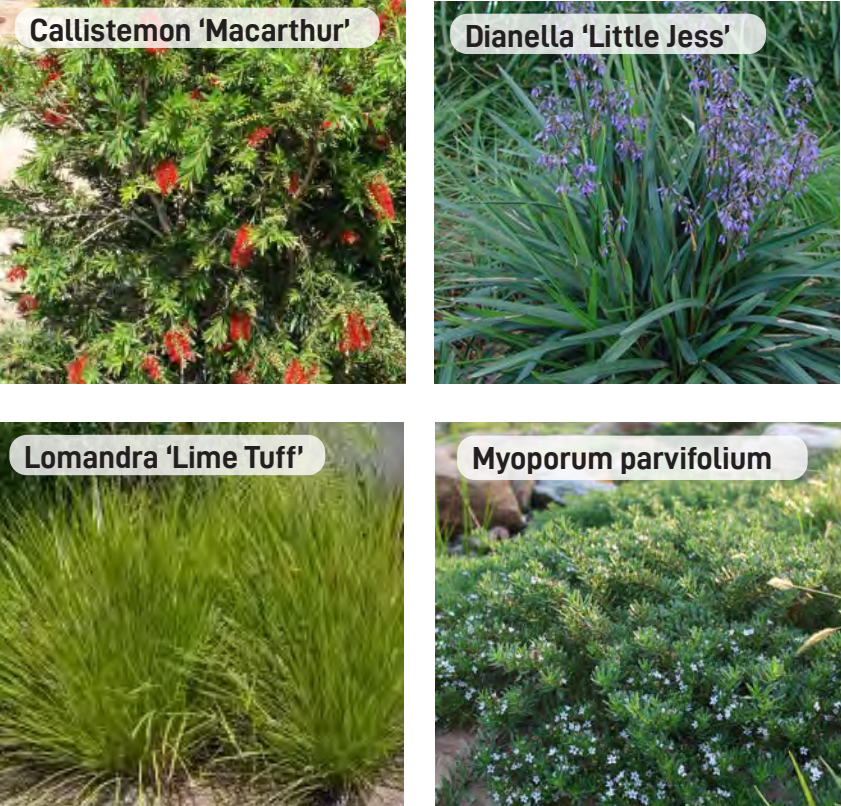 Callistemon ‘Macarthur’
Dianella ‘Little Jess’
Lomandra ‘Lime Tuff’
Myoporum parvifolium